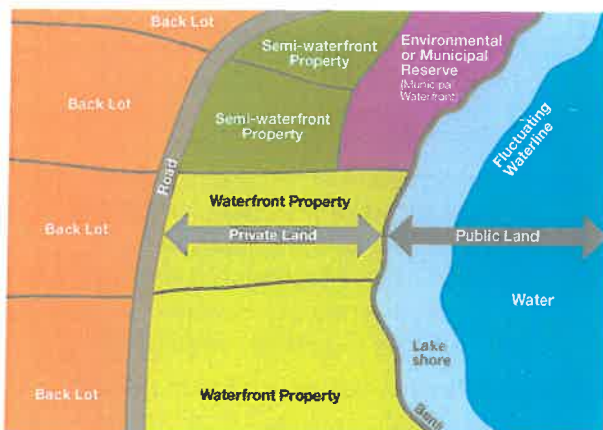 Back Lot
Semi-waterfront
Property
Environmental
or Municipal
Reserve
(Municipal
Waterfront)
Back Lot
Semi-waterfront
Property
Fluctuating
Waterline
Road
Waterfront Property
Back Lot
Private Land
Public Land
Water
Lake
shore
Back Lot
Waterfront Property